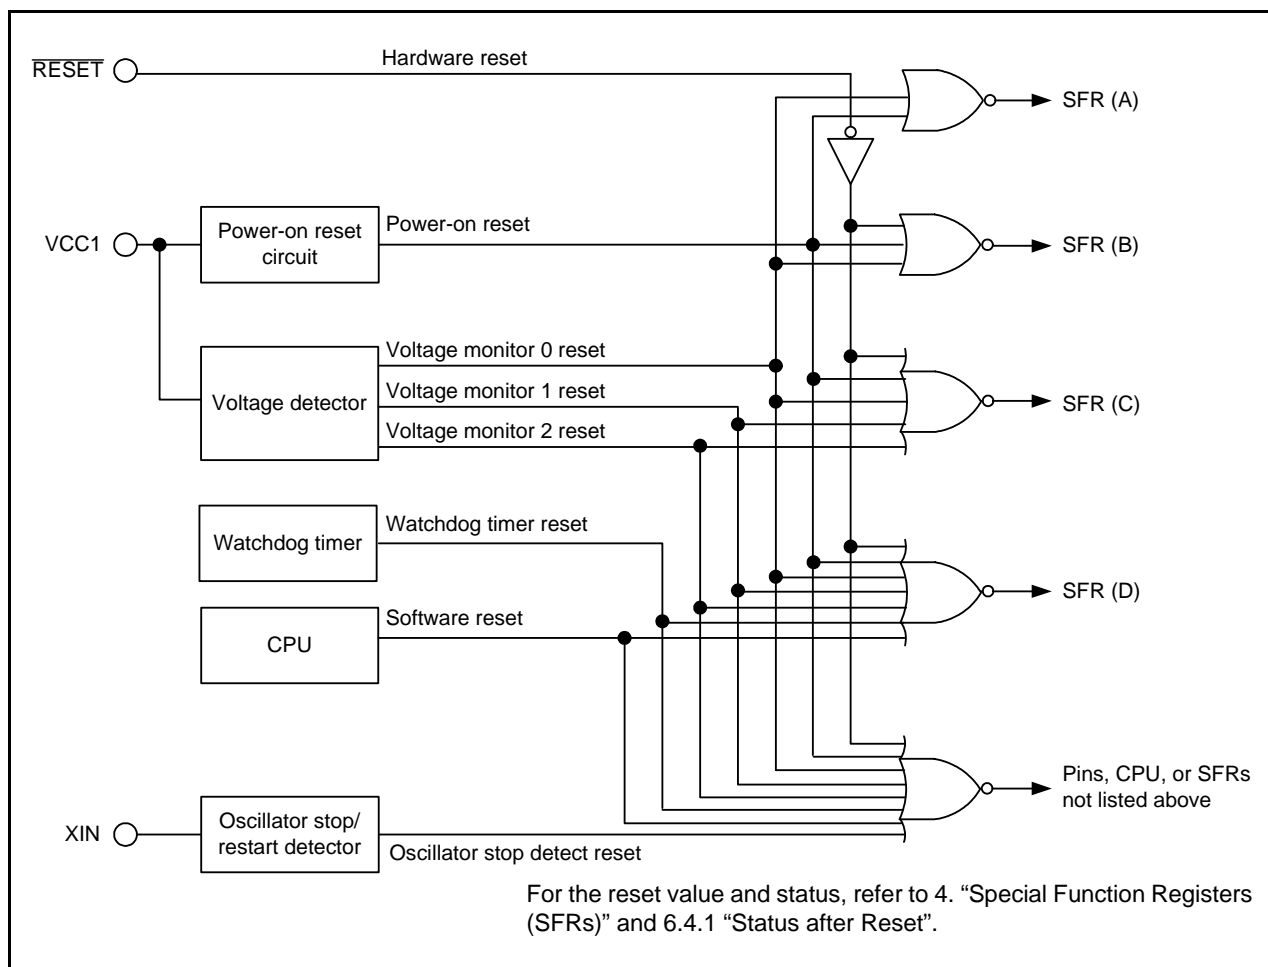 Hardware reset
RESET
SFR (A)
Power-on reset
circuit
Power-on reset
VCC1
SFR (B)
Voltage monitor 0 reset
Voltage monitor 1 reset
Voltage detector
Voltage monitor 2 reset
SFR (C)
Watchdog timer reset
Watchdog timer
SFR (D)
Software reset
CPU
Pins, CPU, or SFRs
not listed above
XIN
Oscillator stop/
restart detector
Oscillator stop detect reset
For the reset value and status, refer to 4. “Special Function Registers
(SFRs)” and 6.4.1 “Status after Reset”.